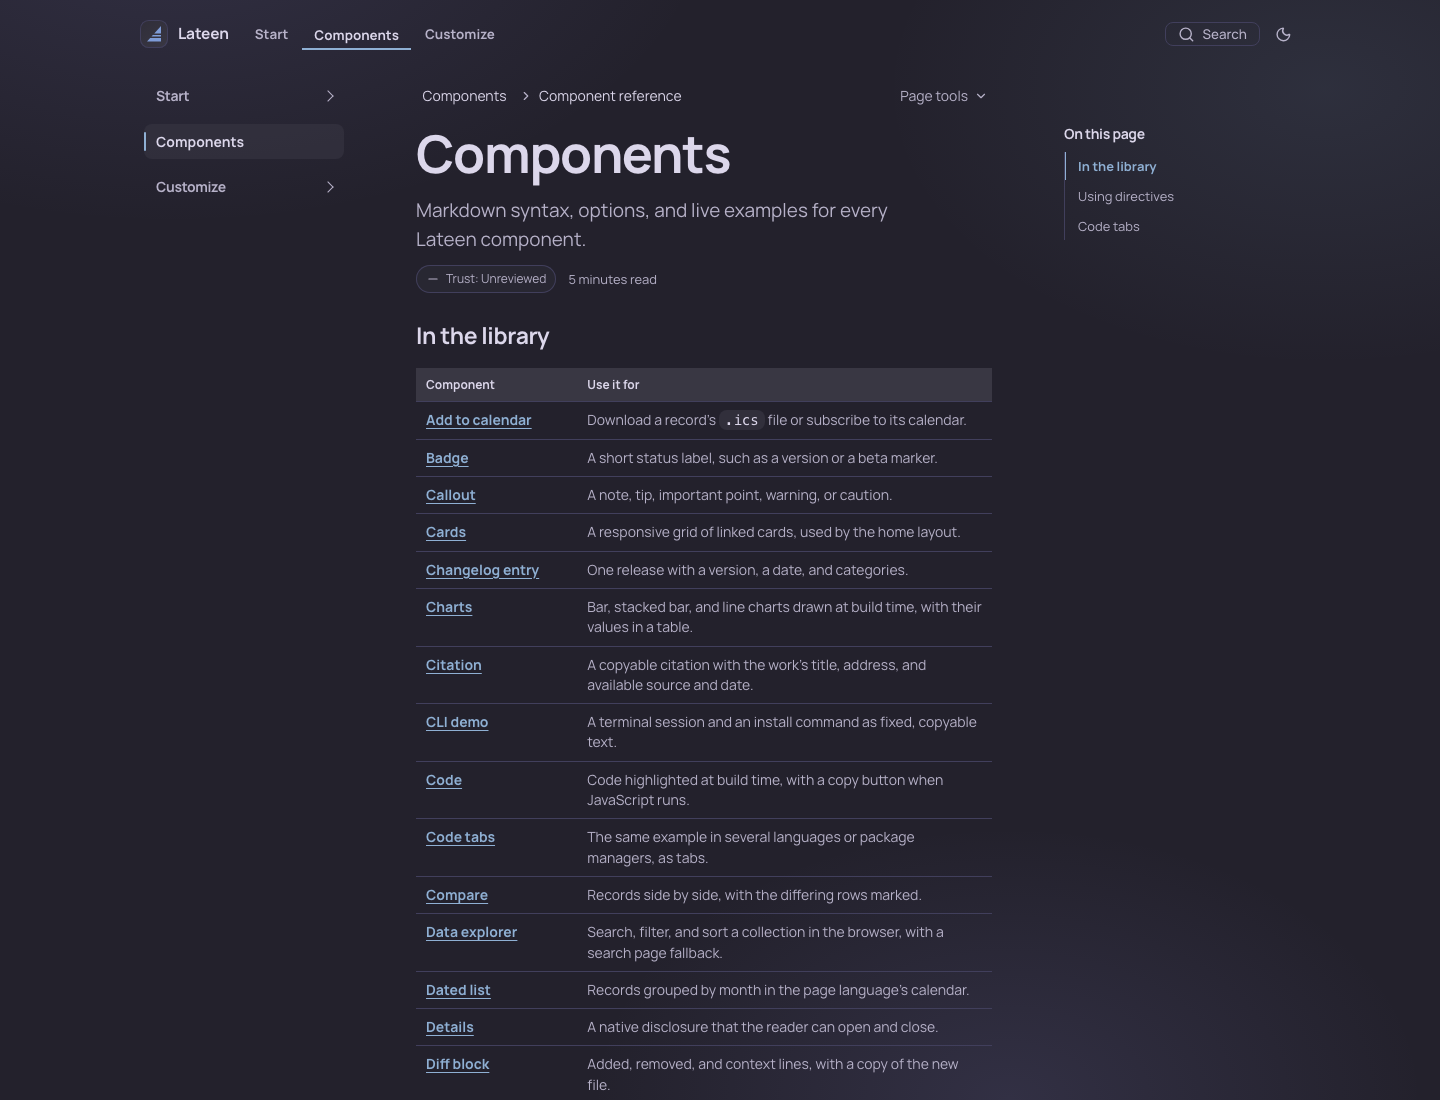 Lateen
Start
Components
Customize
Search
Start
Components
Customize
Components > Component reference
Page tools
Components
Markdown syntax, options, and live examples for every
Lateen component.
Trust: Unreviewed
5 minutes read
In the library
Component Use it for
Add to calendar Download a record's .ics file or subscribe to its calendar.
Badge A short status label, such as a version or a beta marker.
Callout A note, tip, important point, warning, or caution.
Cards A responsive grid of linked cards, used by the home layout.
Changelog entry One release with a version, a date, and categories.
Charts Bar, stacked bar, and line charts drawn at build time, with their
values in a table.
Citation A copyable citation with the work's title, address, and
available source and date.
CLI demo A terminal session and an install command as fixed, copyable
text.
Code Code highlighted at build time, with a copy button when
JavaScript runs.
Code tabs The same example in several languages or package
managers, as tabs.
Compare Records side by side, with the differing rows marked.
Data explorer Search, filter, and sort a collection in the browser, with a
search page fallback.
Dated list Records grouped by month in the page language's calendar.
Details A native disclosure that the reader can open and close.
Diff block Added, removed, and context lines, with a copy of the new
file.
On this page
In the library
Using directives
Code tabs